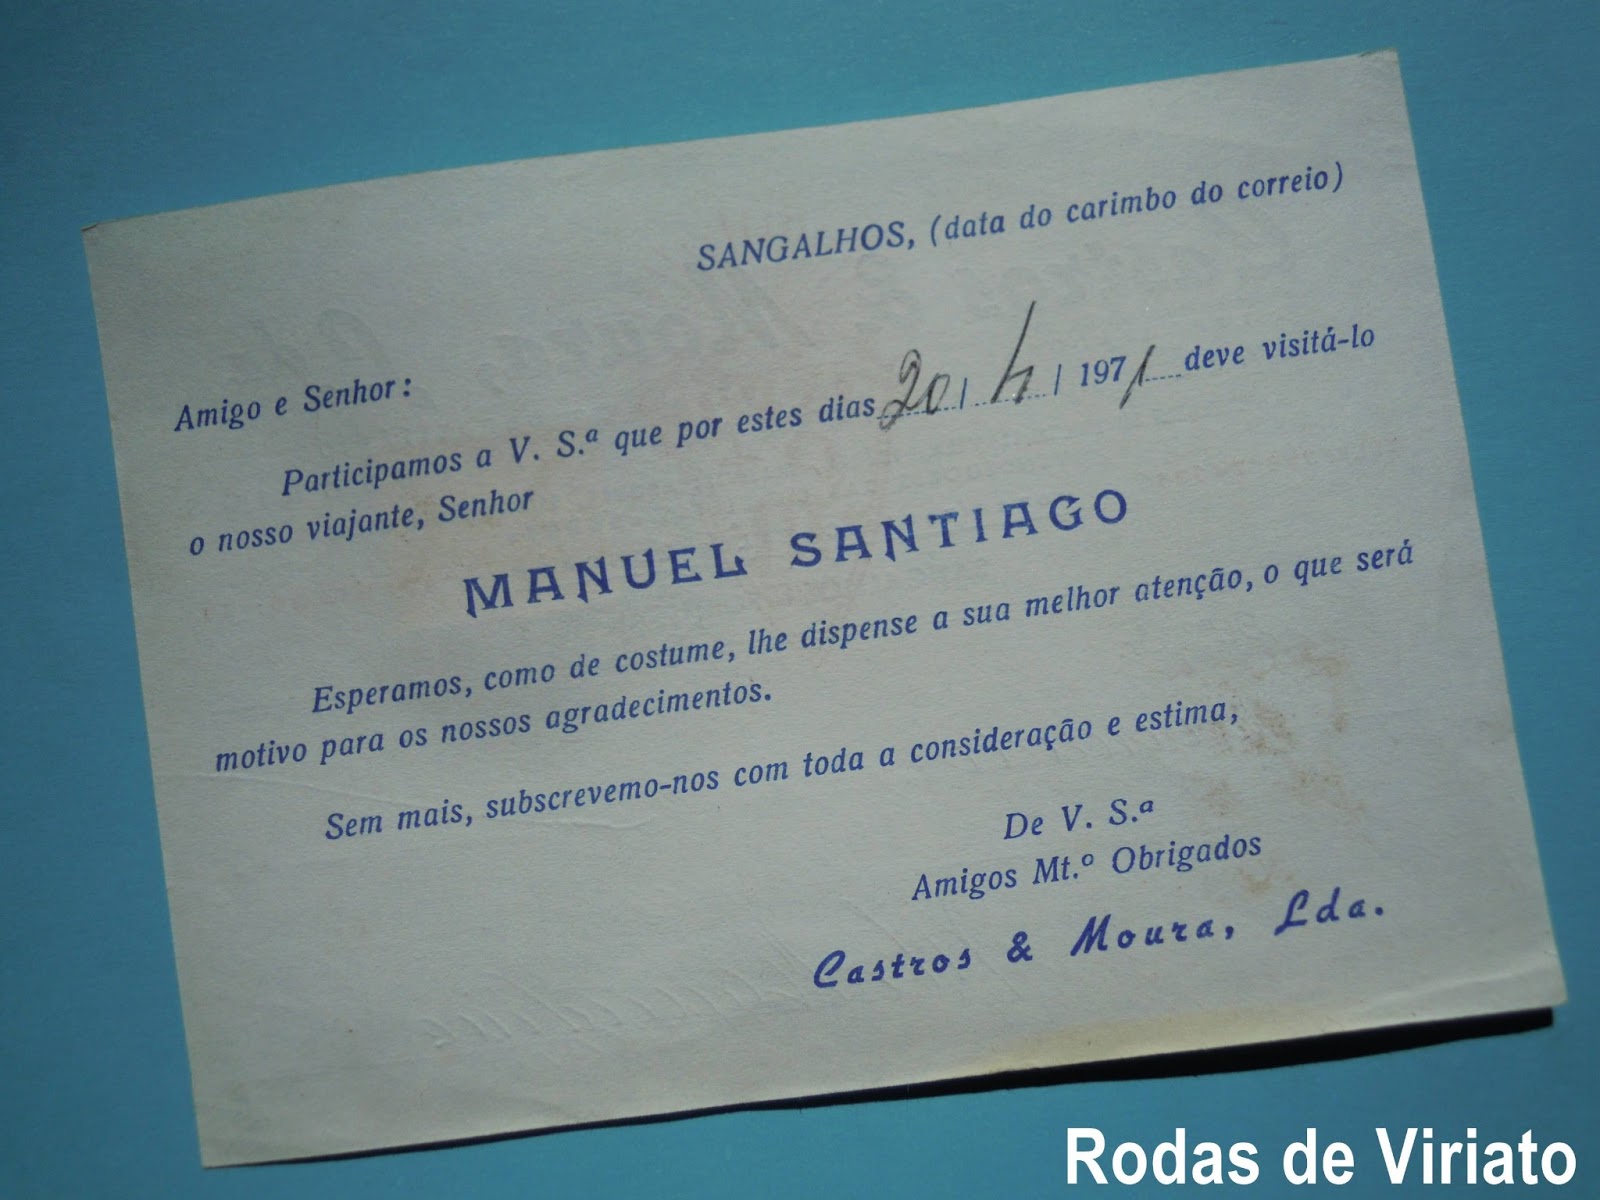 SANGALHOS, (data do carimbo do correio)
Amigo e Senhor:
Participamos a V. S.ª que por estes dias 20 / 4 / 1971 deve visitá-lo
o nosso viajante, Senhor
MANUEL SANTIAGO
Esperamos, como de costume, lhe dispense a sua melhor atenção, o que será
motivo para os nossos agradecimentos.
Sem mais, subscrevemo-nos com toda a consideração e estima,
De V. S.ª
Amigos Mt.º Obrigados
Castros & Moura, Lda.
Rodas de Viriato